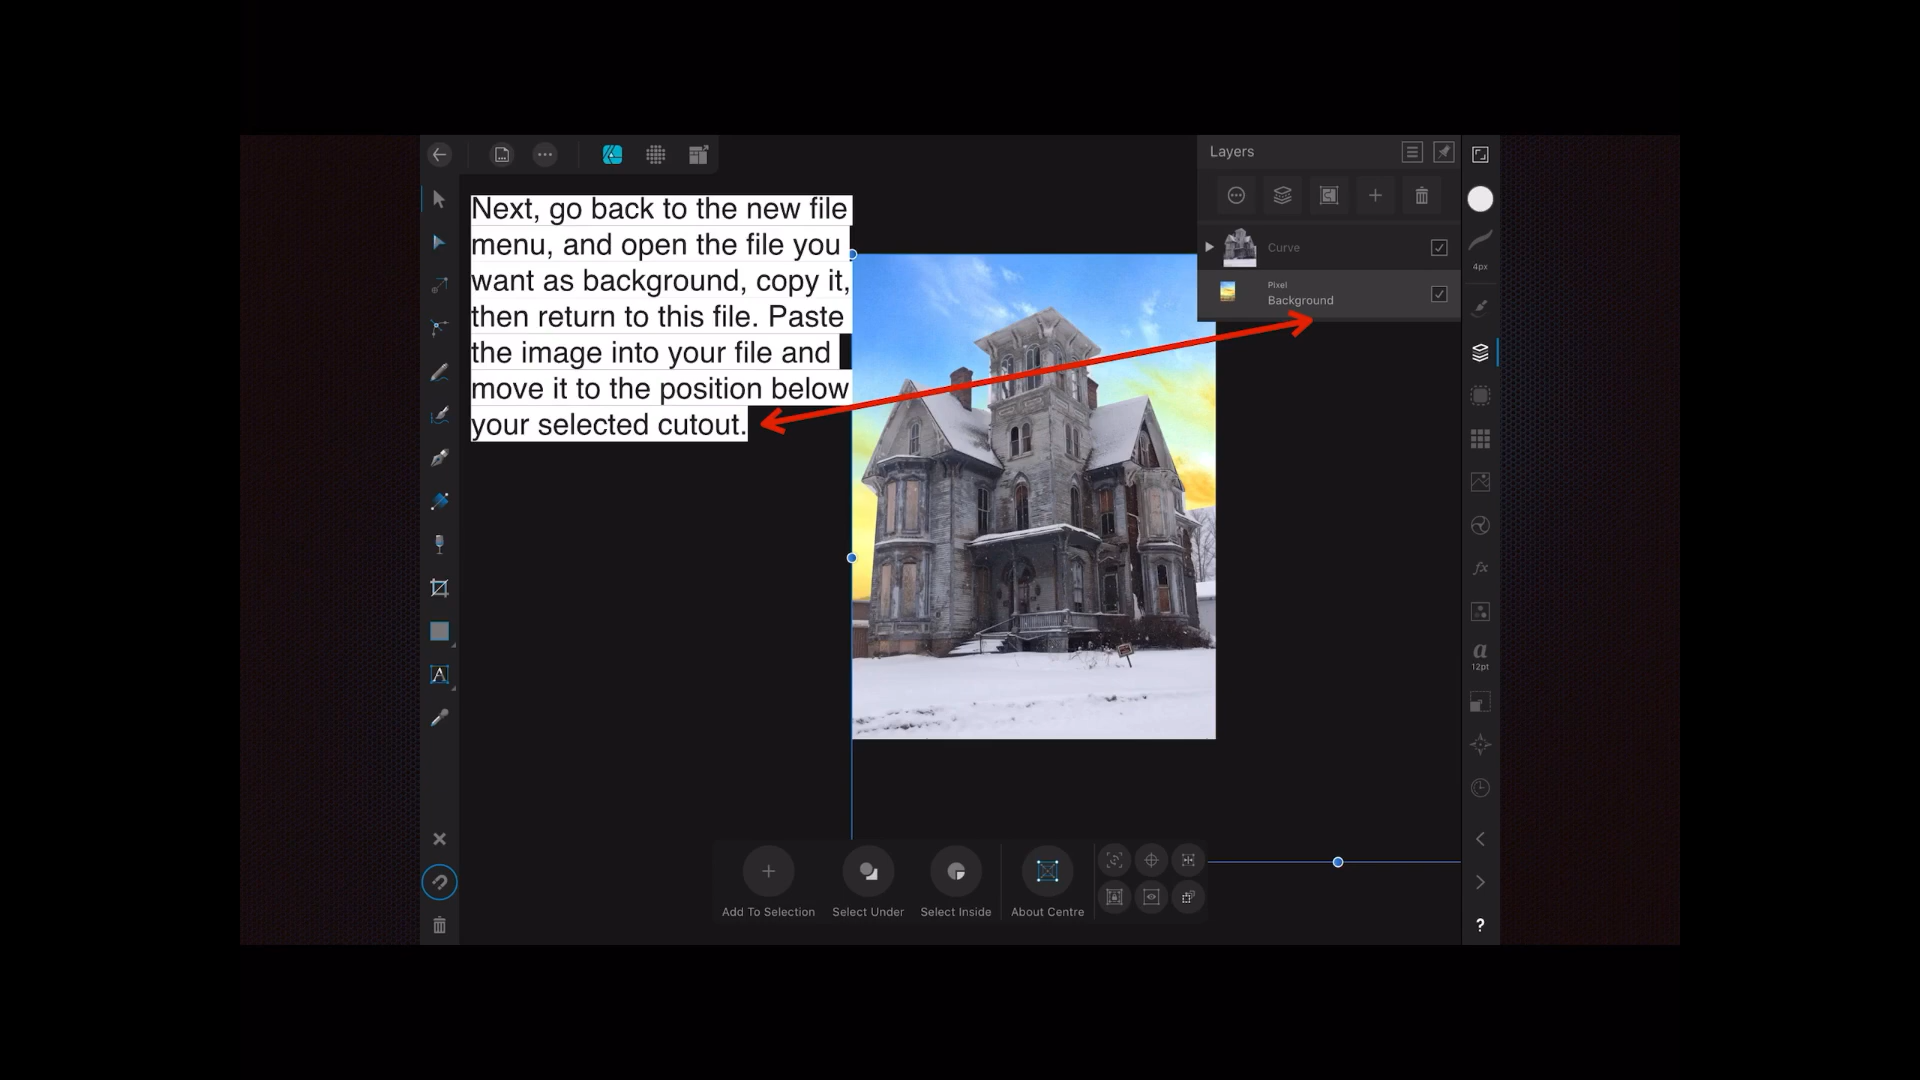 Layers
Next, go back to the new file
menu, and open the file you
want as background, copy it,
then return to this file. Paste
the image into your file and
move it to the position below
your selected cutout.
Curve
Pixel
Background
4px
fx
a
12pt
A
Add To Selection
Select Under
Select Inside
About Centre
?